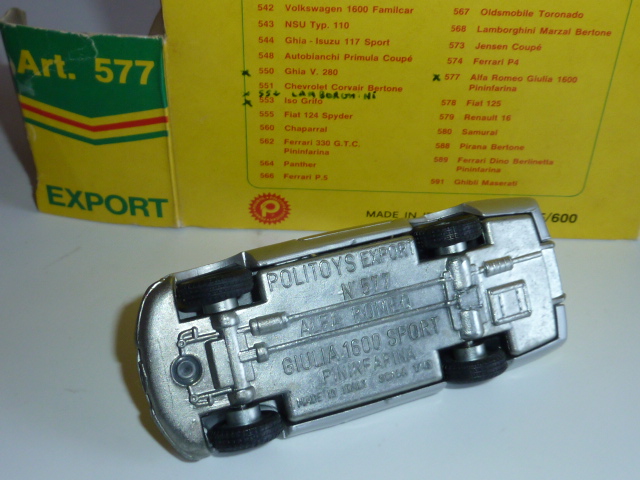 Art. 577
EXPORT
542 Volkswagen 1600 Familcar
543 NSU Typ. 110
544 Ghia - Isuzu 117 Sport
548 Autobianchi Primula Coupé
550 Ghia V. 280
551 Chevrolet Corvair Bertone
556 LAMBORGHINI
553 Iso Grifo
555 Fiat 124 Spyder
560 Chaparral
562 Ferrari 330 G.T.C.
Pininfarina
564 Panther
566 Ferrari P.5
567 Oldsmobile Toronado
568 Lamborghini Marzal Bertone
573 Jensen Coupé
574 Ferrari P4
577 Alfa Romeo Giulia 1600
Pininfarina
578 Fiat 125
579 Renault 16
580 Samurai
588 Pirana Bertone
589 Ferrari Dino Berlinetta
Pininfarina
591 Ghibli Maserati
P
MADE IN
/600
POLITOYS EXPORT
N° 577
ALFA ROMEO
GIULIA 1600 SPORT
PININFARINA
MADE IN ITALY SCALA 1/43